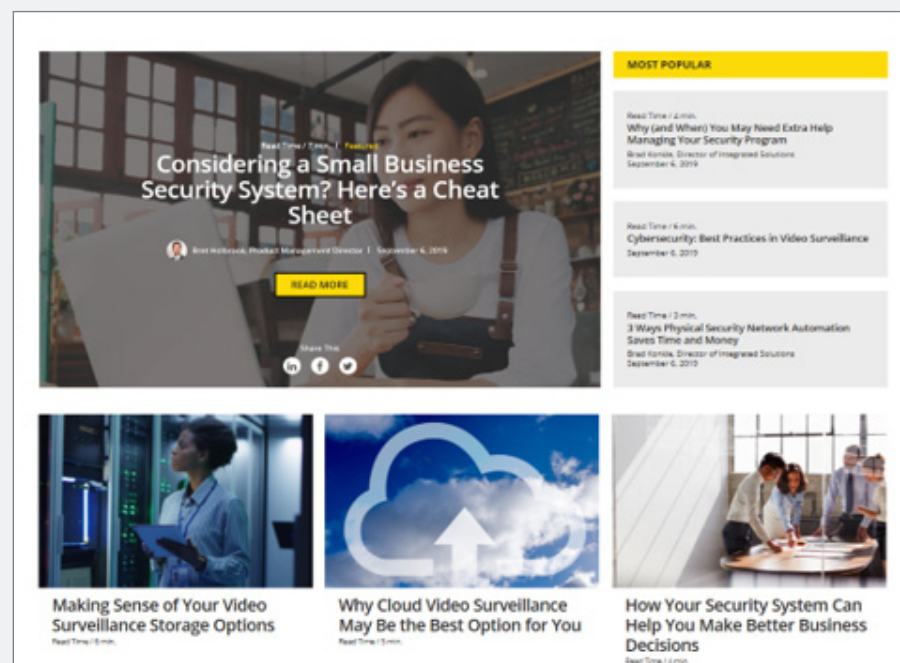 Read Time / 7 min. | Featured
Considering a Small Business
Security System? Here's a Cheat
Sheet
Bret Holbrook, Product Management Director | September 6, 2019
READ MORE
Share This
MOST POPULAR
Read Time / 4 min.
Why (and When) You May Need Extra Help
Managing Your Security Program
Brad Konkle, Director of Integrated Solutions
September 6, 2019
Read Time / 6 min.
Cybersecurity: Best Practices in Video Surveillance
September 6, 2019
Read Time / 3 min.
3 Ways Physical Security Network Automation
Saves Time and Money
Brad Konkle, Director of Integrated Solutions
September 6, 2019
Making Sense of Your Video
Surveillance Storage Options
Read Time / 6 min.
Why Cloud Video Surveillance
May Be the Best Option for You
Read Time / 5 min.
How Your Security System Can
Help You Make Better Business
Decisions
Read Time / 4 min.